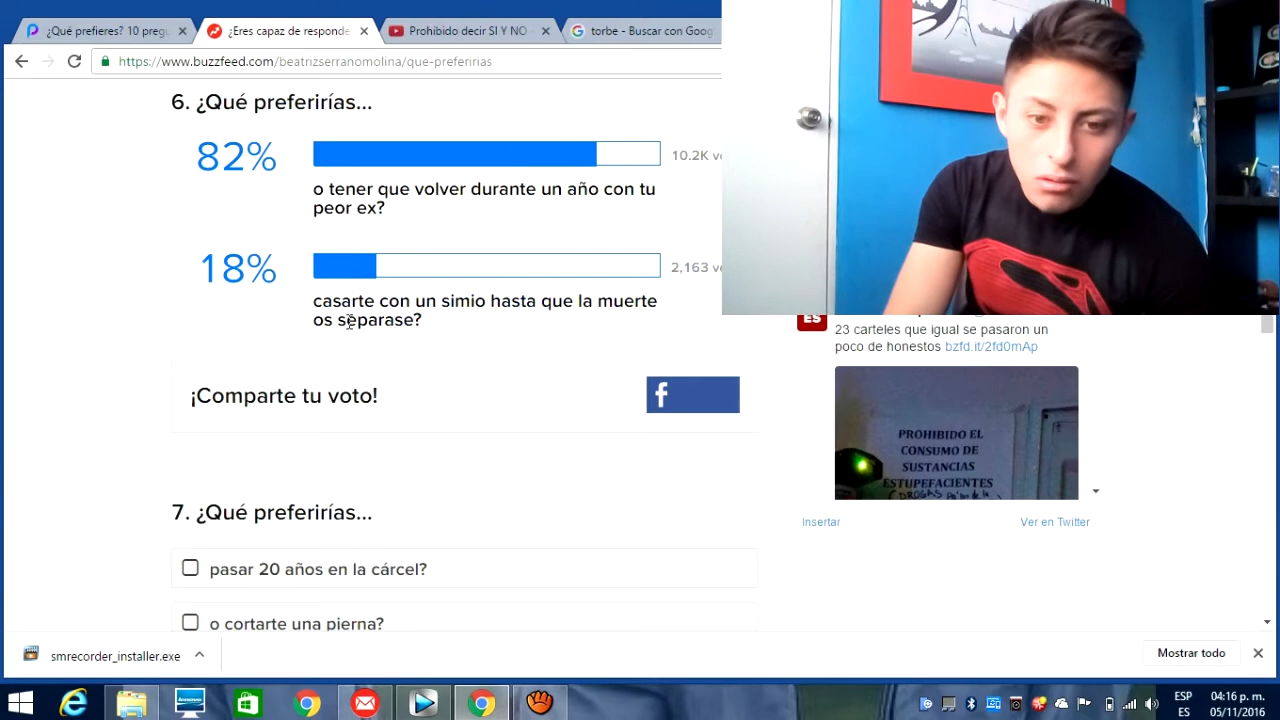 ¿Qué prefieres? 10 preg
¿Eres capaz de responde
Prohibido decir SI Y NO -
torbe - Buscar con Goog
https://www.buzzfeed.com/beatrizserranomolina/que-preferirias
6. ¿Qué preferirías...
82%
10.2K
o tener que volver durante un año con tu
peor ex?
18%
2,163
casarte con un simio hasta que la muerte
os separase?
¡Comparte tu voto!
f
7. ¿Qué preferirías...
pasar 20 años en la cárcel?
o cortarte una pierna?
ES
23 carteles que igual se pasaron un
poco de honestos bzfd.it/2fd0mAp
PROHIBIDO EL
CONSUMO DE
SUSTANCIAS
ESTUPEFACIENTES
Insertar
Ver en Twitter
smrecorder_installer.exe
Mostrar todo
lenovo
ESP
ES
04:16 p. m.
05/11/2016